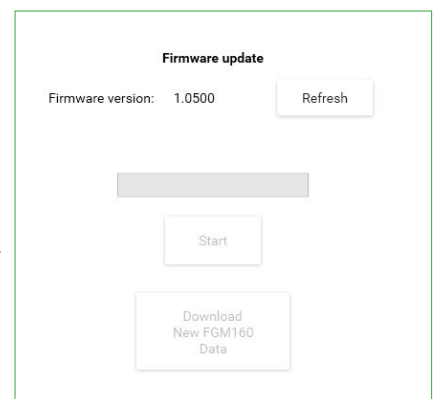 Firmware update
Firmware version: 1.0500 Refresh
Start
Download
New FGM160
Data